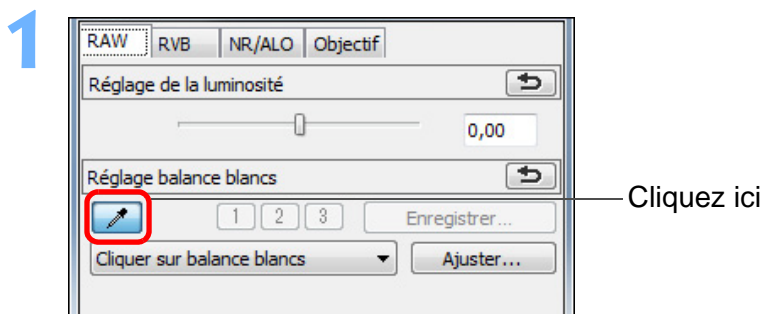 1
RAW RVB NR/ALO Objectif
Réglage de la luminosité
0,00
Réglage balance blancs
Cliquez ici
1 2 3 Enregistrer...
Cliquer sur balance blancs Ajuster...